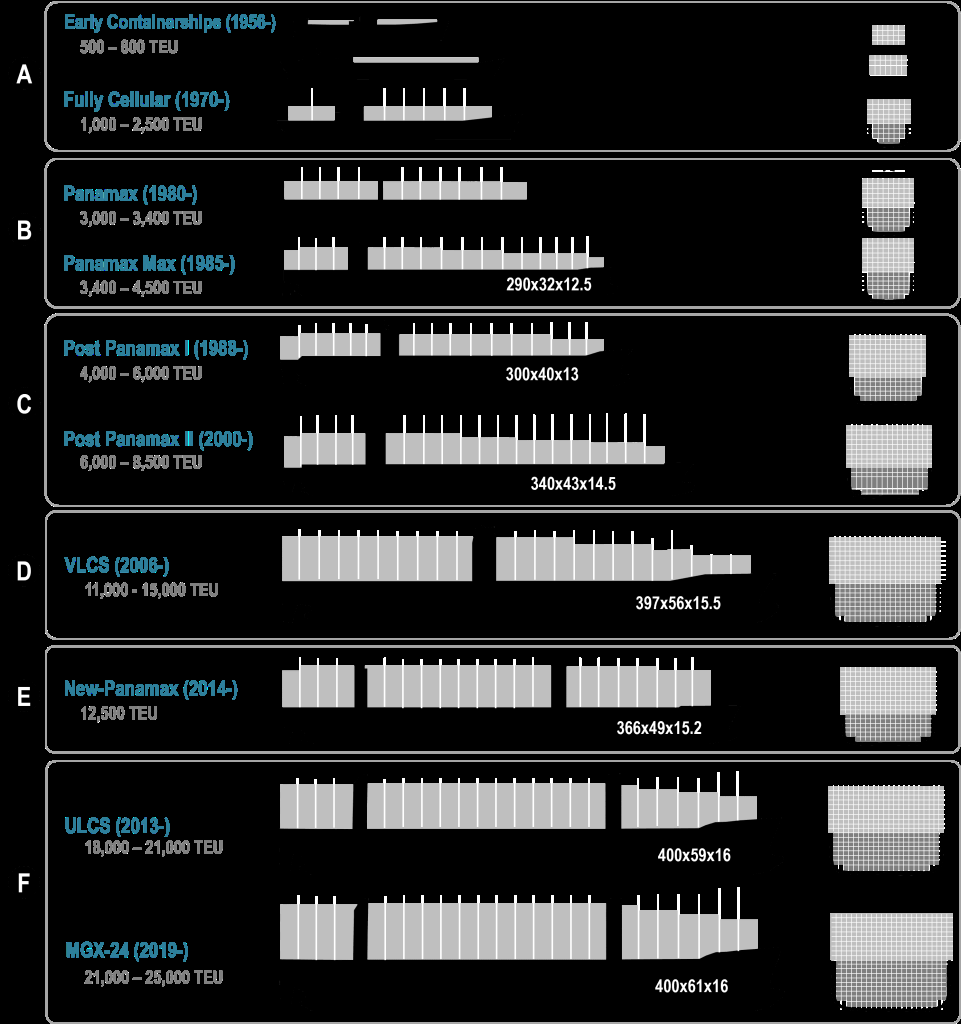 Early Containerships (1956-)
500 – 800 TEU
A
Fully Cellular (1970-)
1,000 – 2,500 TEU
Panamax (1980-)
3,000 – 3,400 TEU
B
Panamax Max (1985-)
3,400 – 4,500 TEU
290x32x12.5
Post Panamax I (1988-)
4,000 – 6,000 TEU
300x40x13
C
Post Panamax II (2000-)
6,000 – 8,500 TEU
340x43x14.5
D
VLCS (2006-)
11,000 - 15,000 TEU
397x56x15.5
E
New-Panamax (2014-)
12,500 TEU
366x49x15.2
ULCS (2013-)
18,000 – 21,000 TEU
400x59x16
F
MGX-24 (2019-)
21,000 – 25,000 TEU
400x61x16